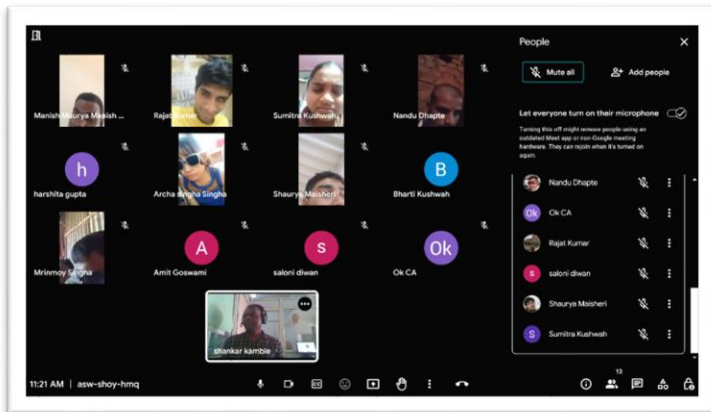 People
Mute all
Add people
Let everyone turn on their microphone
Turning this off might remove people using an
outdated Meet app or non-Google meeting
hardware. They can rejoin when it's turned on
again.
Manish Maurya Manish ...
Rajat Kumar
Sumitra Kushwah
Nandu Dhapte
h
harshita gupta
Archa singha Singha
Shaurya Maisheri
B
Bharti Kushwah
Mrinmoy Singha
A
Amit Goswami
s
saloni diwan
Ok
Ok CA
shankar kamble
Nandu Dhapte
Ok
Ok CA
Rajat Kumar
s
saloni diwan
Shaurya Maisheri
S
Sumitra Kushwah
11:21 AM | asw-shoy-hmq
CC
13